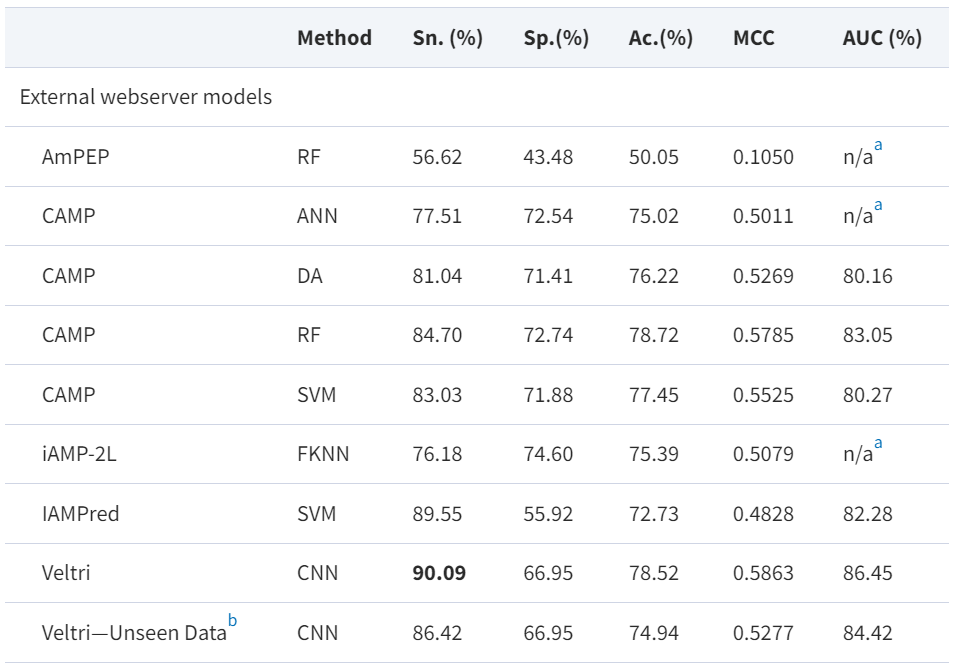 Method Sn. (%) Sp.(%) Ac.(%) MCC AUC (%)
External webserver models
AmPEP RF 56.62 43.48 50.05 0.1050 n/aa
CAMP ANN 77.51 72.54 75.02 0.5011 n/aa
CAMP DA 81.04 71.41 76.22 0.5269 80.16
CAMP RF 84.70 72.74 78.72 0.5785 83.05
CAMP SVM 83.03 71.88 77.45 0.5525 80.27
iAMP-2L FKNN 76.18 74.60 75.39 0.5079 n/aa
IAMPred SVM 89.55 55.92 72.73 0.4828 82.28
Veltri CNN 90.09 66.95 78.52 0.5863 86.45
Veltri—Unseen Datab CNN 86.42 66.95 74.94 0.5277 84.42